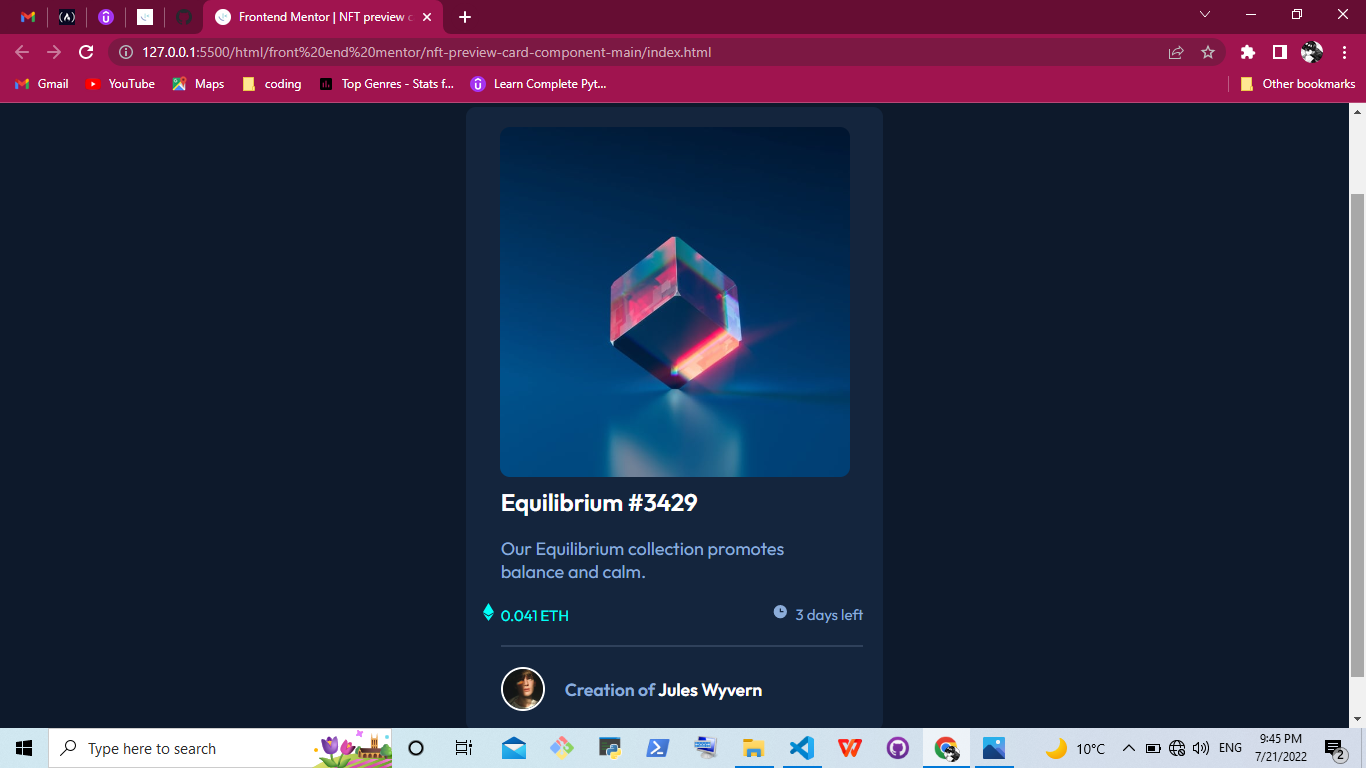 Frontend Mentor | NFT preview c
127.0.0.1:5500/html/front%20end%20mentor/nft-preview-card-component-main/index.html
Gmail YouTube Maps coding Top Genres - Stats f... Learn Complete Pyt... Other bookmarks
Equilibrium #3429
Our Equilibrium collection promotes
balance and calm.
0.041 ETH 3 days left
Creation of Jules Wyvern
Type here to search 10°C ENG 9:45 PM
7/21/2022 2